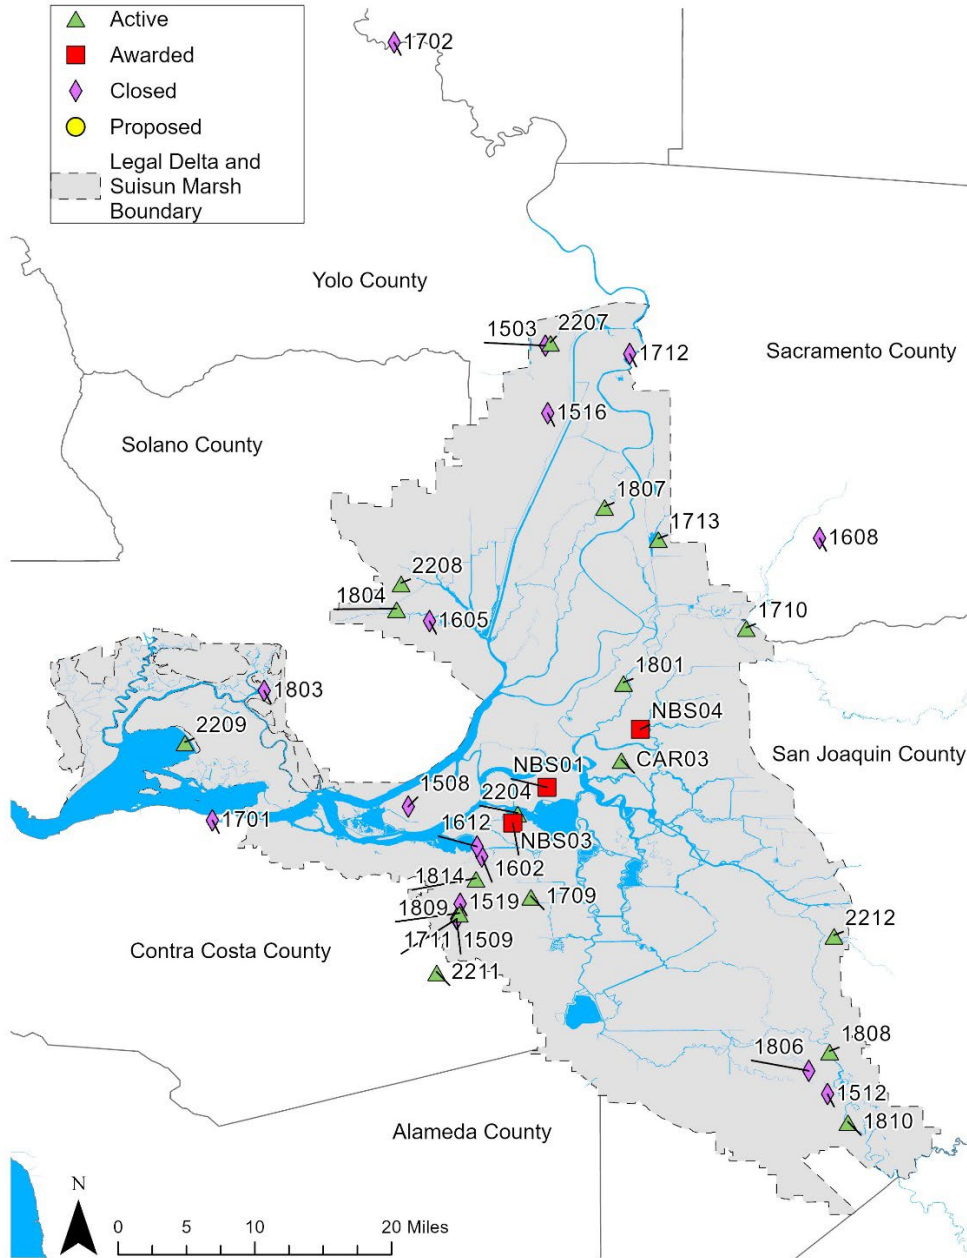 Active
Awarded
Closed
Proposed
Legal Delta and
Suisun Marsh
Boundary
1702
Yolo County
1503
2207
1712
Sacramento County
1516
Solano County
1807
1713
1608
2208
1804
1605
1710
1801
1803
NBS04
2209
CAR03
San Joaquin County
NBS01
1508
2204
1701
1612
NBS03
1602
1814
1519
1709
1809
1711
1509
2212
Contra Costa County
2211
1808
1806
1512
1810
Alameda County
N
0 5 10 20 Miles